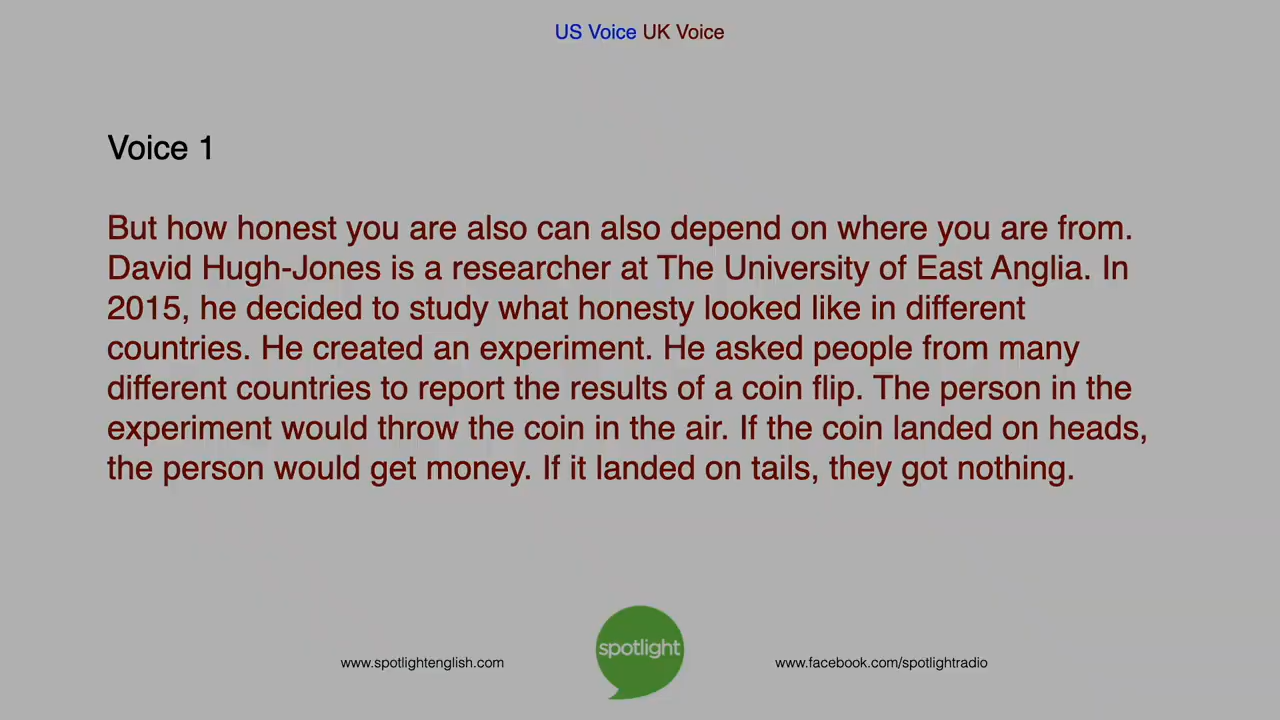 US Voice UK Voice
Voice 1
But how honest you are also can also depend on where you are from.
David Hugh-Jones is a researcher at The University of East Anglia. In
2015, he decided to study what honesty looked like in different
countries. He created an experiment. He asked people from many
different countries to report the results of a coin flip. The person in the
experiment would throw the coin in the air. If the coin landed on heads,
the person would get money. If it landed on tails, they got nothing.
spotlight
www.spotlightenglish.com
www.facebook.com/spotlightradio